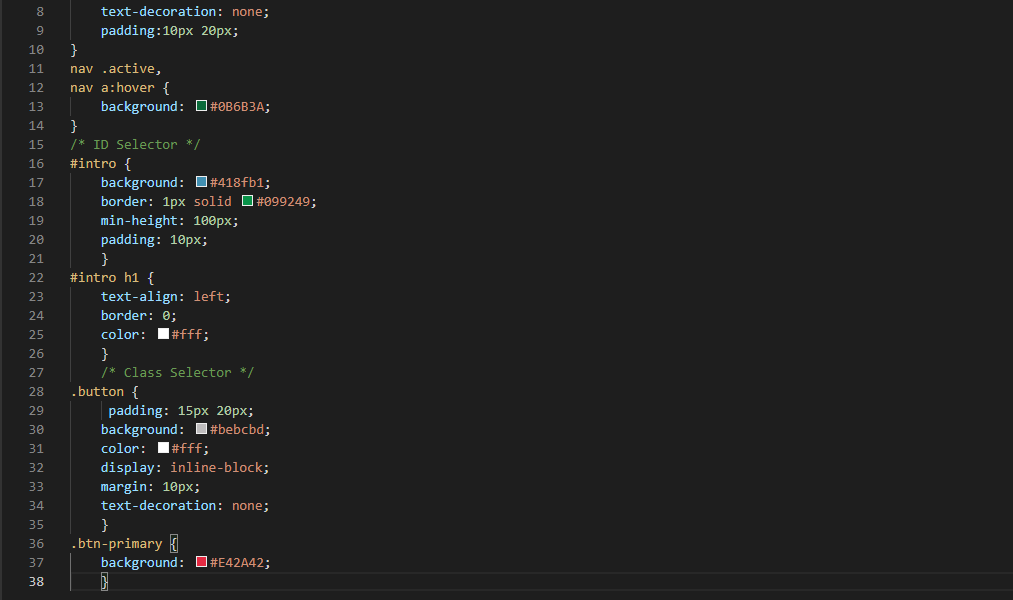 8 text-decoration: none;
9 padding:10px 20px;
10 }
11 nav .active,
12 nav a:hover {
13 background: #0B6B3A;
14 }
15 /* ID Selector */
16 #intro {
17 background: #418fb1;
18 border: 1px solid #099249;
19 min-height: 100px;
20 padding: 10px;
21 }
22 #intro h1 {
23 text-align: left;
24 border: 0;
25 color: #fff;
26 }
27 /* Class Selector */
28 .button {
29 padding: 15px 20px;
30 background: #bebcbd;
31 color: #fff;
32 display: inline-block;
33 margin: 10px;
34 text-decoration: none;
35 }
36 .btn-primary {
37 background: #E42A42;
38 }